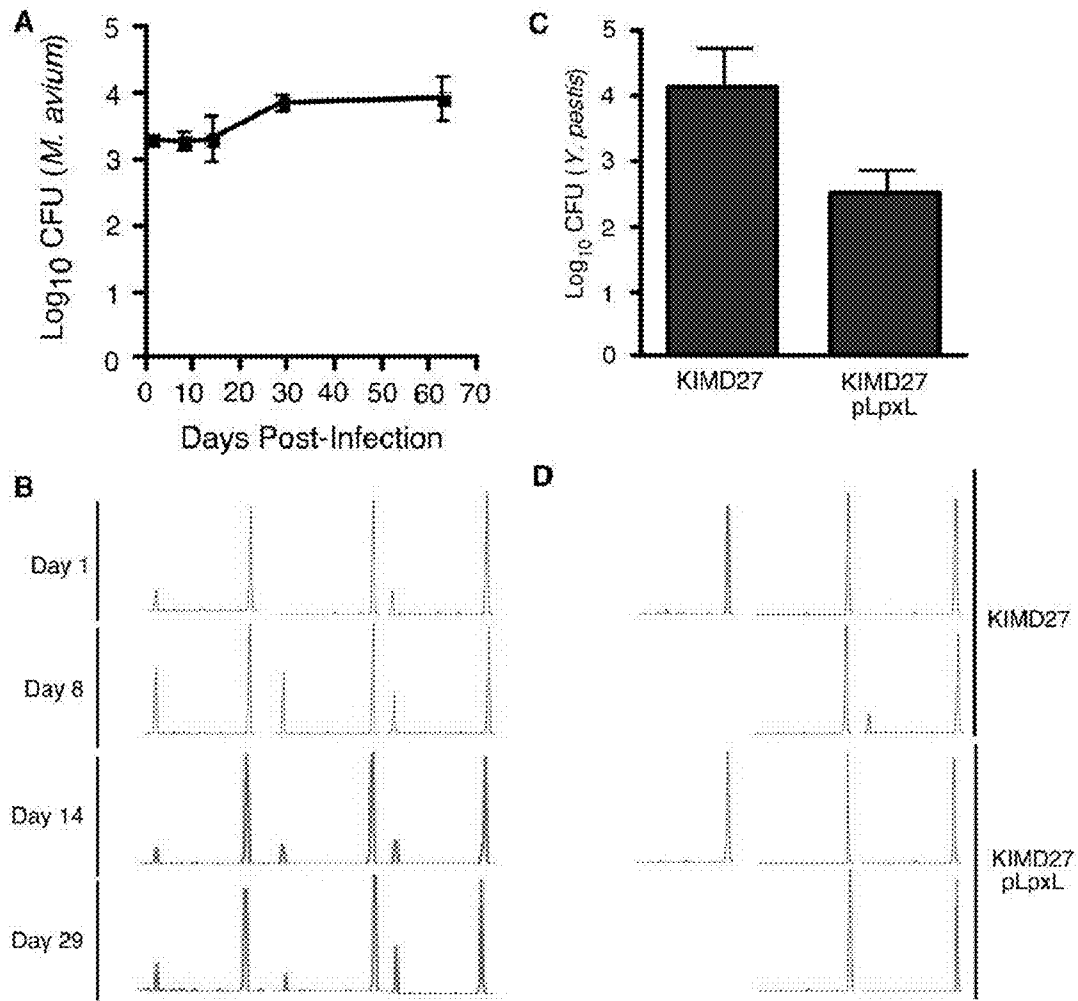 A
5
4
3
2
1
0
Log10 CFU (M. avium)
0 10 20 30 40 50 60 70
Days Post-Infection
C
5
4
3
2
1
0
Log10 CFU (Y. pestis)
KIMD27
KIMD27
pLpxL
B
Day 1
Day 8
Day 14
Day 29
D
KIMD27
KIMD27
pLpxL